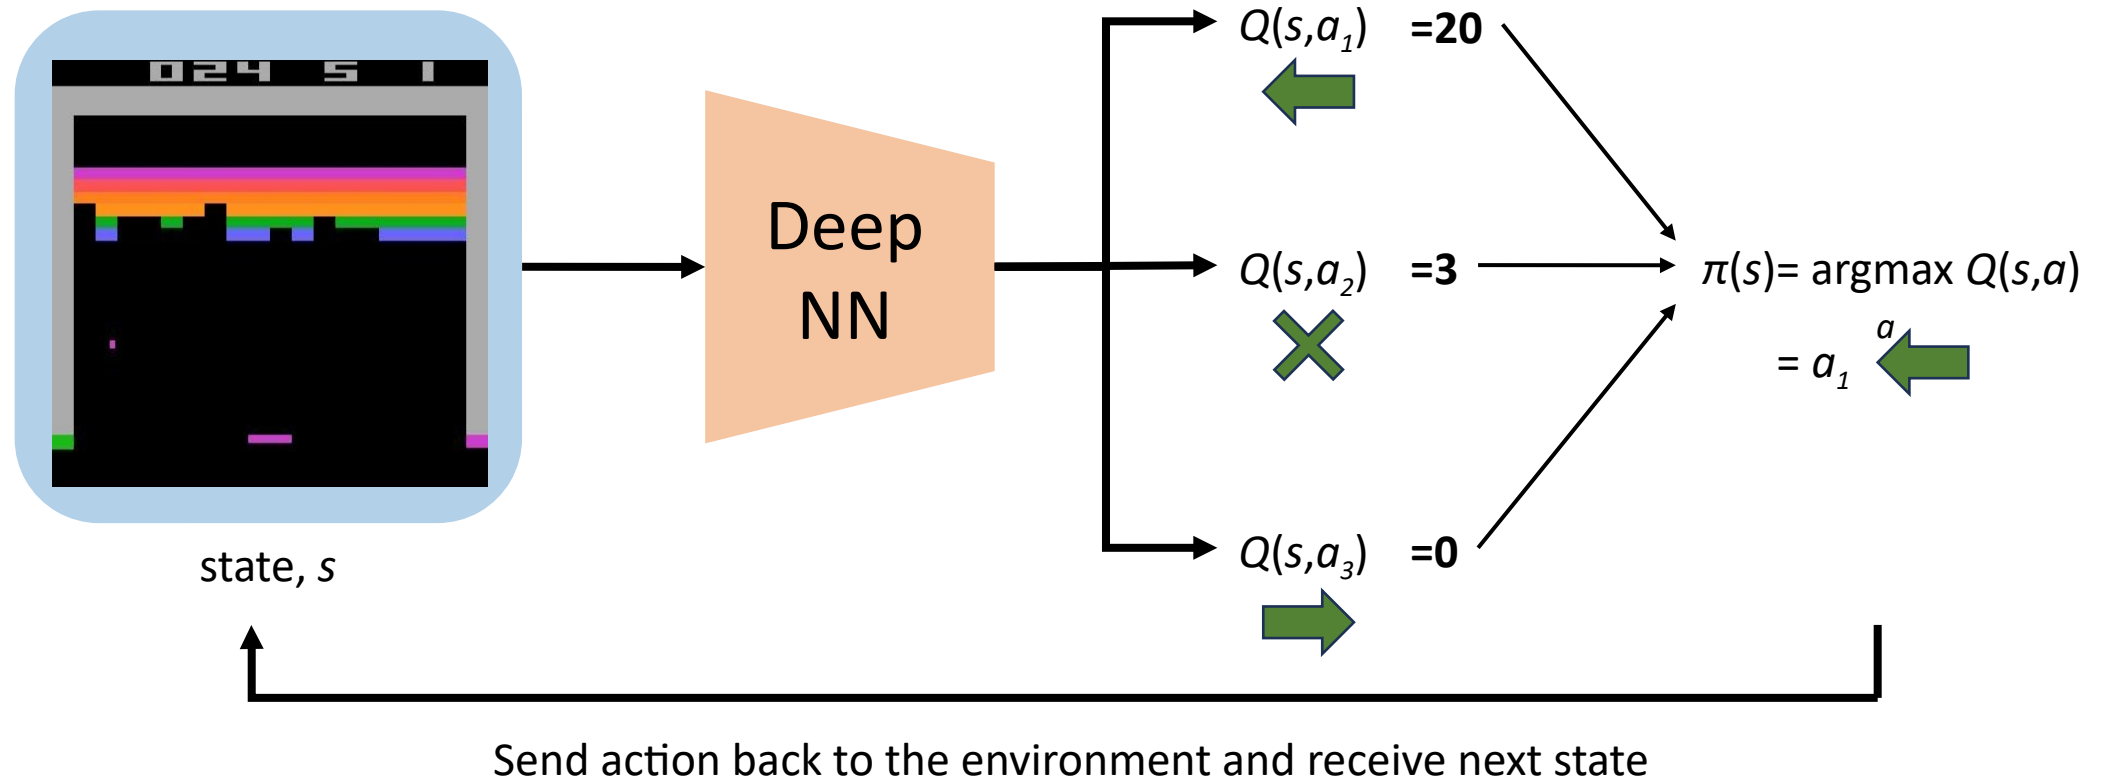 024 5 1
Deep
NN
Q(s,a₁) =20
Q(s,a₂) =3
Q(s,a₃) =0
π(s)= argmax Q(s,a)
a
= a₁
state, s
Send action back to the environment and receive next state